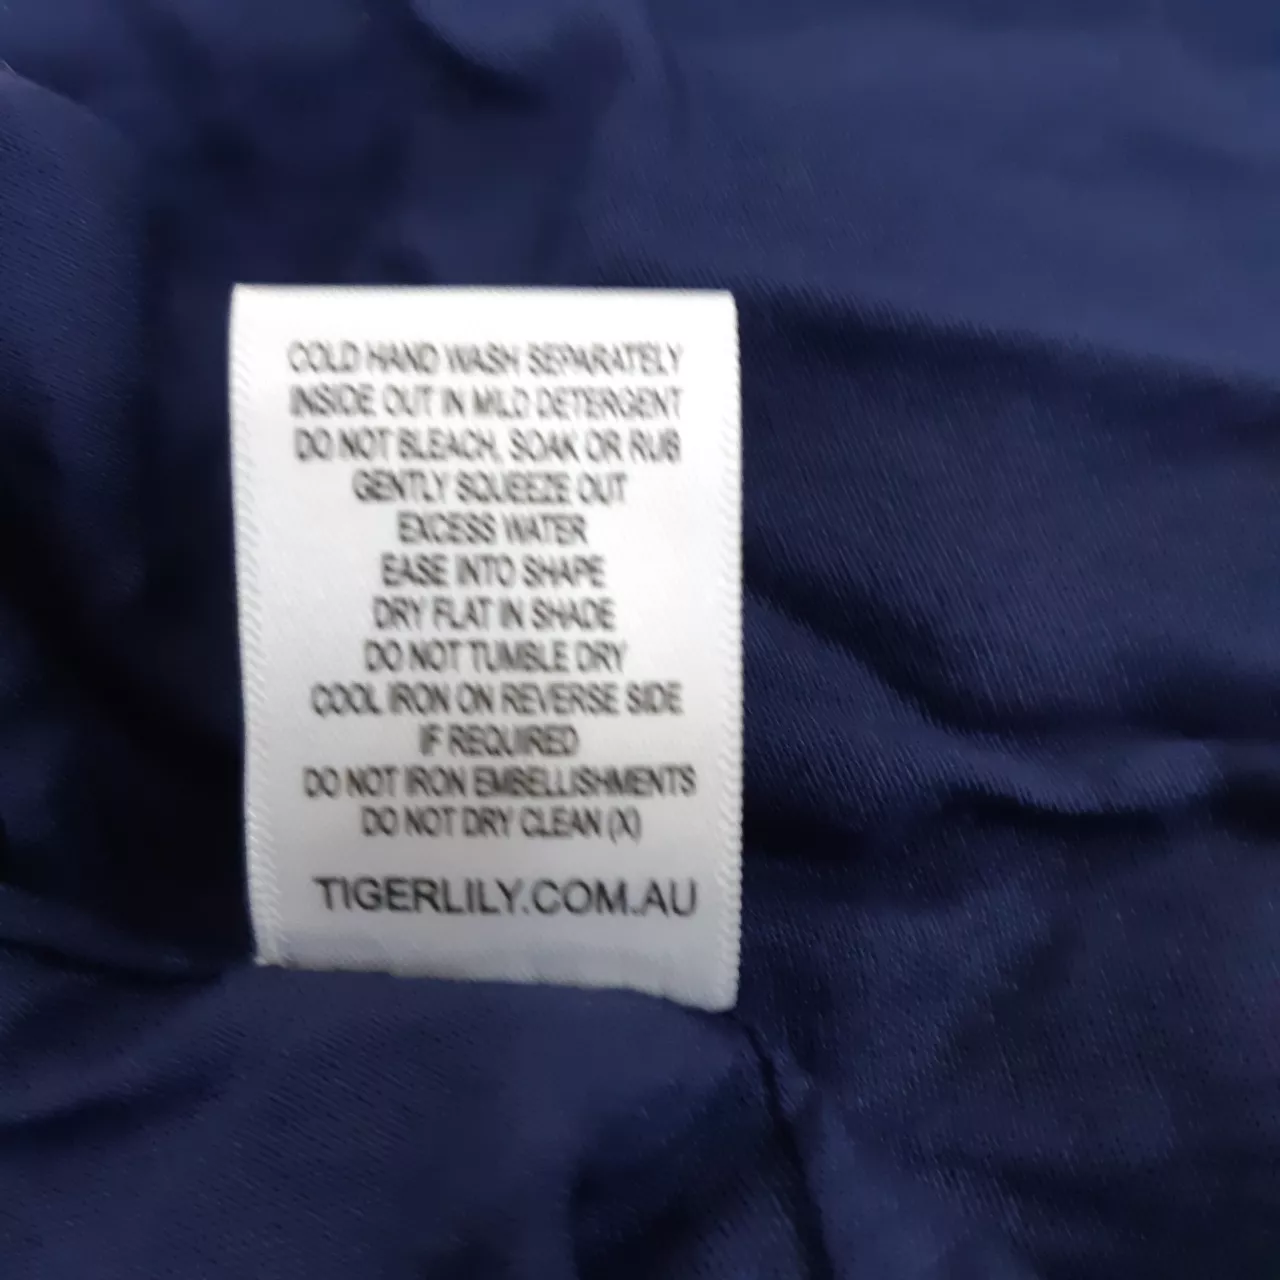 COLD HAND WASH SEPARATELY
INSIDE OUT IN MILD DETERGENT
DO NOT BLEACH, SOAK OR RUB
GENTLY SQUEEZE OUT
EXCESS WATER
EASE INTO SHAPE
DRY FLAT IN SHADE
DO NOT TUMBLE DRY
COOL IRON ON REVERSE SIDE
IF REQUIRED
DO NOT IRON EMBELLISHMENTS
DO NOT DRY CLEAN (X)
TIGERLILY.COM.AU